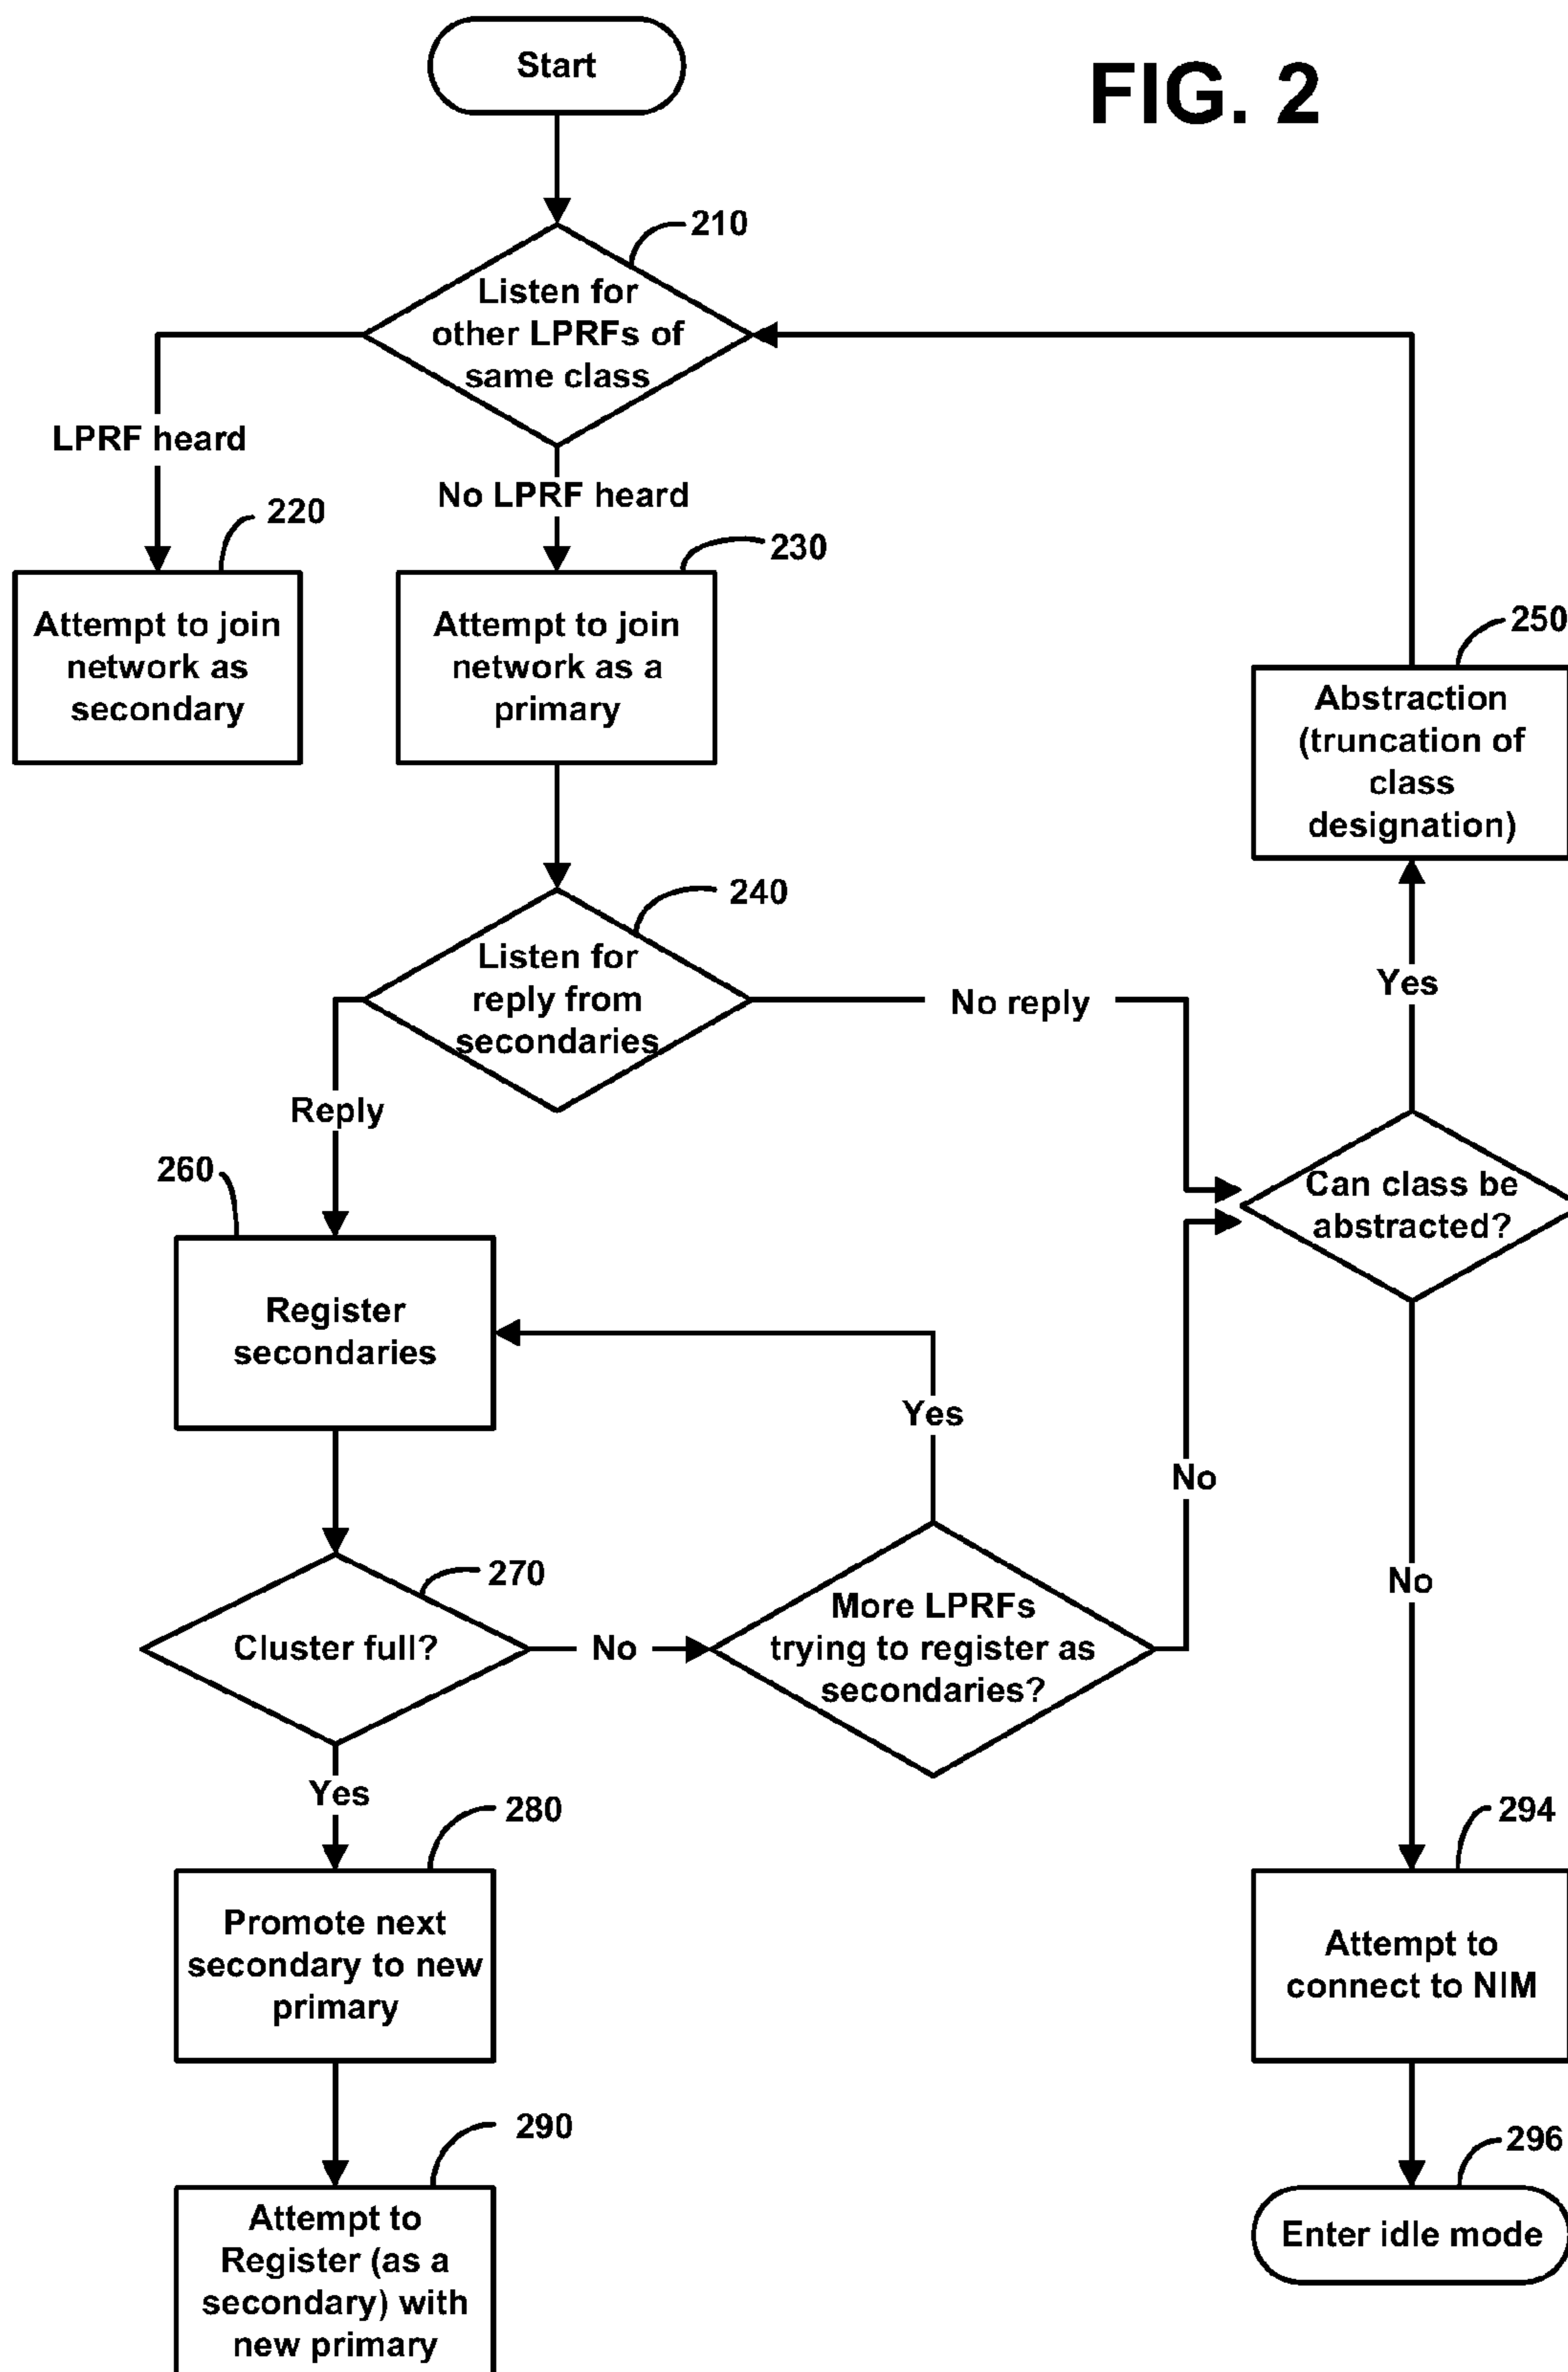 Start
FIG. 2
210
Listen for
other LPRFs of
same class
LPRF heard
No LPRF heard
220
230
Attempt to join
network as
secondary
Attempt to join
network as a
primary
250
Abstraction
(truncation of
class
designation)
240
Listen for
reply from
secondaries
No reply
Yes
Reply
260
Can class be
abstracted?
Register
secondaries
Yes
No
270
Cluster full?
No
More LPRFs
trying to register as
secondaries?
No
Yes
280
294
Promote next
secondary to new
primary
Attempt to
connect to NIM
290
296
Attempt to
Register (as a
secondary) with
new primary
Enter idle mode